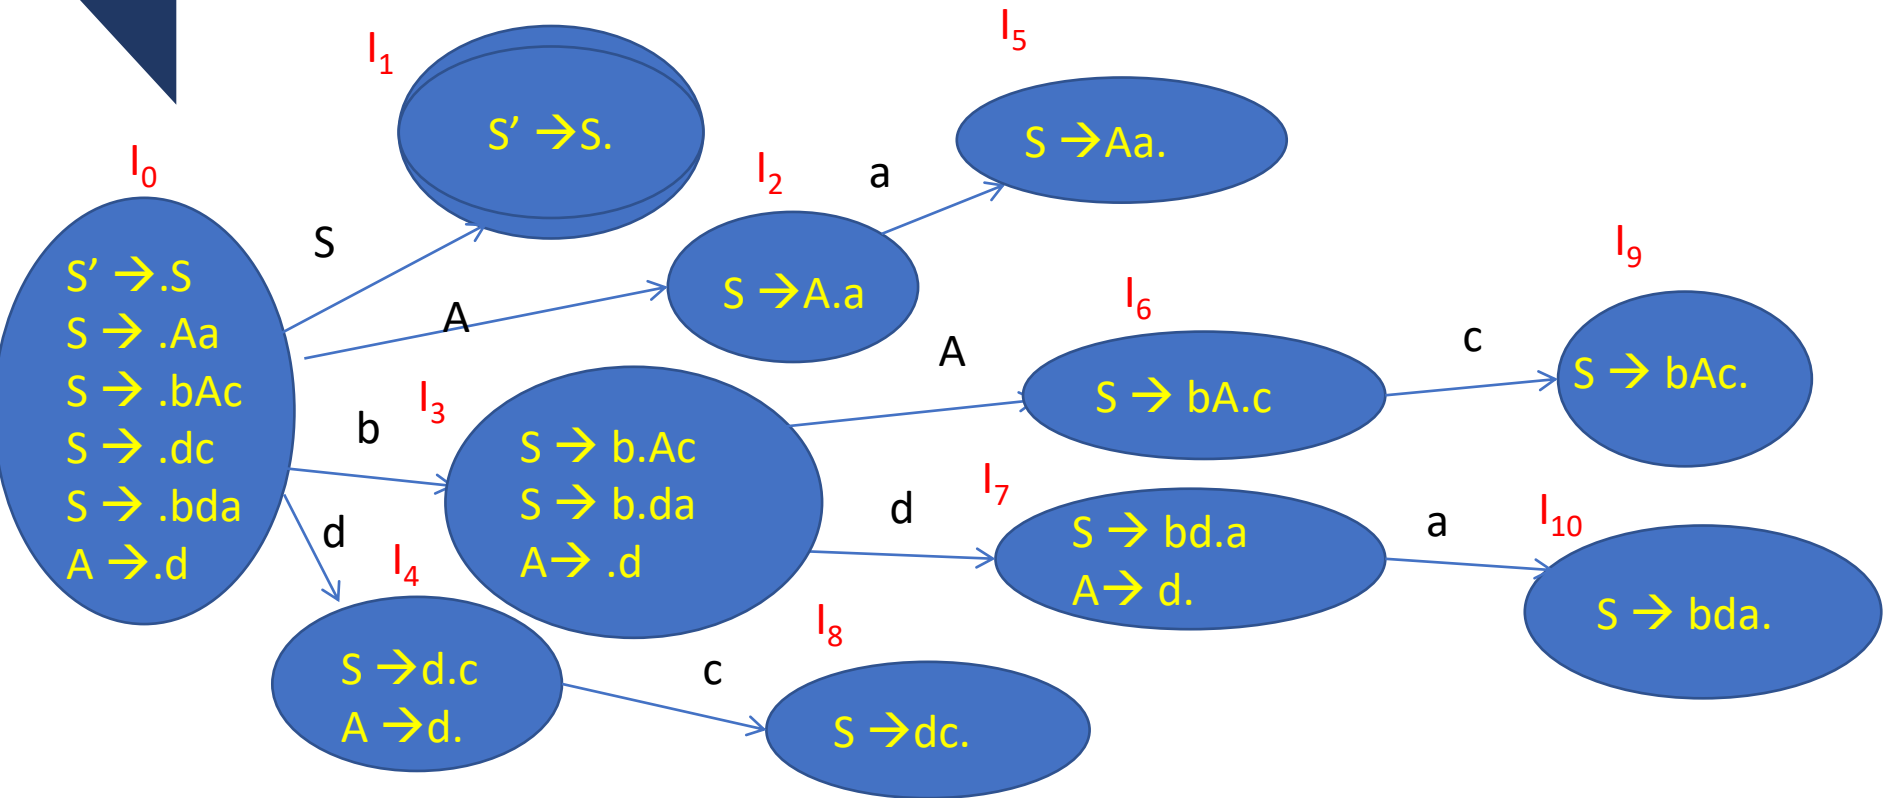 I0
S’ →.S
S → .Aa
S → .bAc
S → .dc
S → .bda
A →.d
S
I1
S’ →S.
A
I2
S →A.a
a
I5
S →Aa.
b
I3
S → b.Ac
S → b.da
A→ .d
A
I6
S → bA.c
c
I9
S → bAc.
d
I7
S → bd.a
A→ d.
a
I10
S → bda.
d
I4
S →d.c
A →d.
c
I8
S →dc.